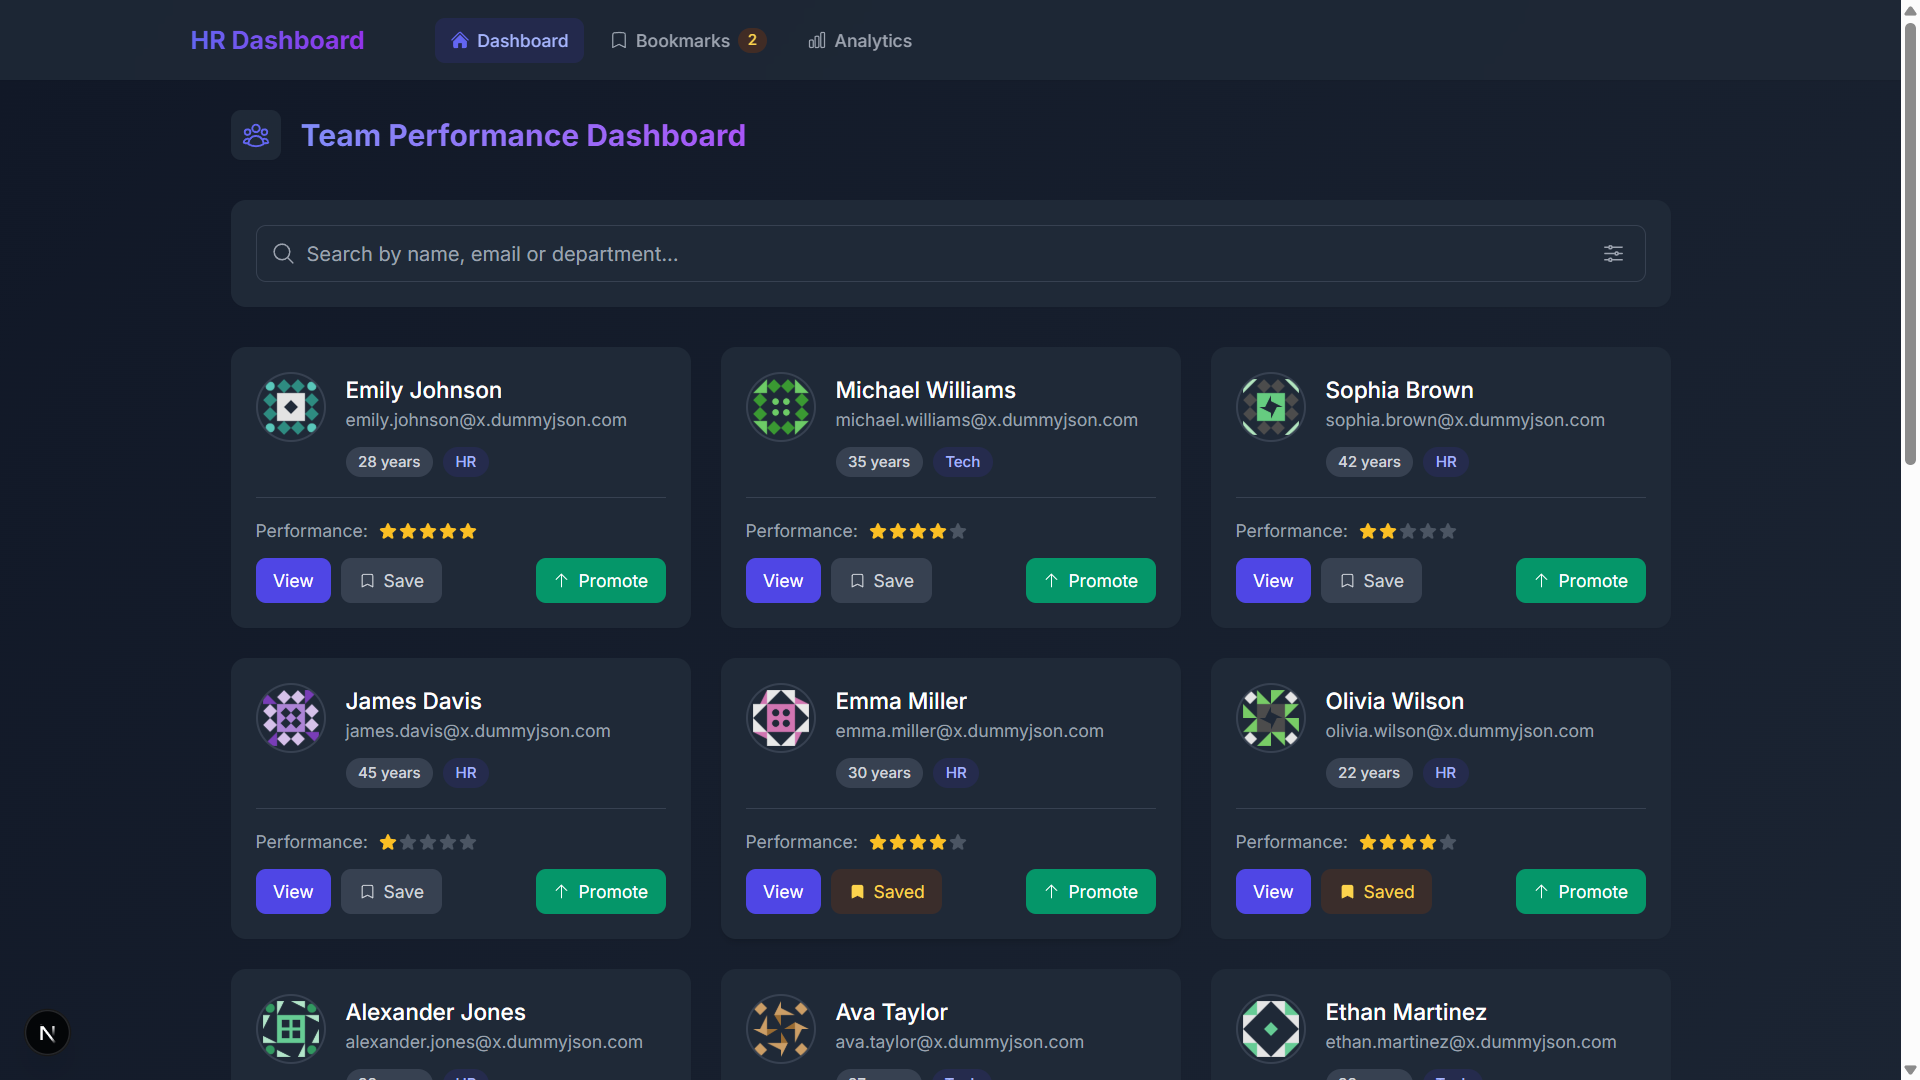 HR Dashboard
Dashboard
Bookmarks 2
Analytics
Team Performance Dashboard
Search by name, email or department...
Emily Johnson
emily.johnson@x.dummyjson.com
28 years HR
Performance:
View Save Promote
Michael Williams
michael.williams@x.dummyjson.com
35 years Tech
Performance:
View Save Promote
Sophia Brown
sophia.brown@x.dummyjson.com
42 years HR
Performance:
View Save Promote
James Davis
james.davis@x.dummyjson.com
45 years HR
Performance:
View Save Promote
Emma Miller
emma.miller@x.dummyjson.com
30 years HR
Performance:
View Saved Promote
Olivia Wilson
olivia.wilson@x.dummyjson.com
22 years HR
Performance:
View Saved Promote
Alexander Jones
alexander.jones@x.dummyjson.com
Ava Taylor
ava.taylor@x.dummyjson.com
Ethan Martinez
ethan.martinez@x.dummyjson.com
N